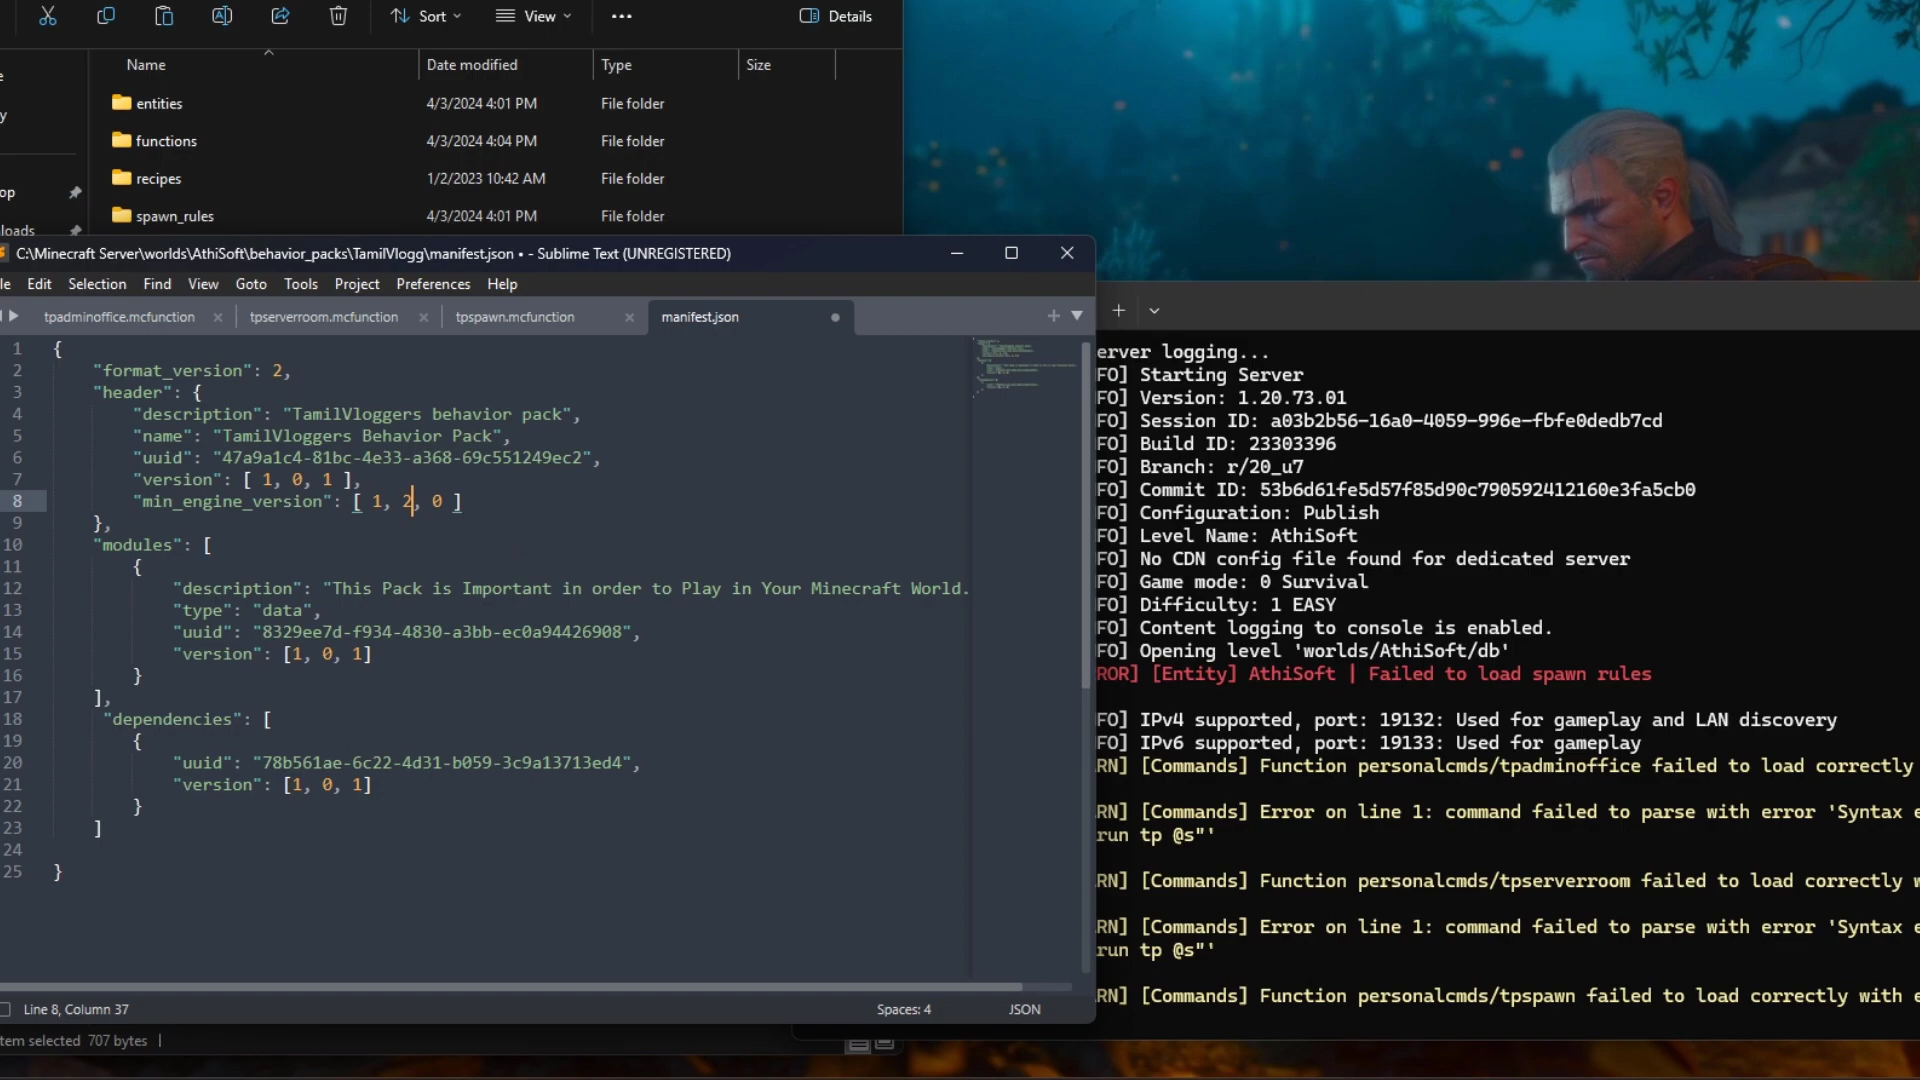 Sort
View
Details
Name
Date modified
Type
Size
entities
4/3/2024 4:01 PM
File folder
functions
4/3/2024 4:04 PM
File folder
recipes
1/2/2023 10:42 AM
File folder
spawn_rules
4/3/2024 4:01 PM
File folder
C:\Minecraft Server\worlds\AthiSoft\behavior_packs\TamilVlogg\manifest.json • - Sublime Text (UNREGISTERED)
Edit Selection Find View Goto Tools Project Preferences Help
tpadminoffice.mcfunction
tpserverroom.mcfunction
tpspawn.mcfunction
manifest.json
1 {
2 "format_version": 2,
3 "header": {
4 "description": "TamilVloggers behavior pack",
5 "name": "TamilVloggers Behavior Pack",
6 "uuid": "47a9a1c4-81bc-4e33-a368-69c551249ec2",
7 "version": [ 1, 0, 1 ],
8 "min_engine_version": [ 1, 2, 0 ]
9 },
10 "modules": [
11 {
12 "description": "This Pack is Important in order to Play in Your Minecraft World.
13 "type": "data",
14 "uuid": "8329ee7d-f934-4830-a3bb-ec0a94426908",
15 "version": [1, 0, 1]
16 }
17 ],
18 "dependencies": [
19 {
20 "uuid": "78b561ae-6c22-4d31-b059-3c9a13713ed4",
21 "version": [1, 0, 1]
22 }
23 ]
24
25 }
Line 8, Column 37
Spaces: 4
JSON
tem selected 707 bytes
erver logging...
FO] Starting Server
FO] Version: 1.20.73.01
FO] Session ID: a03b2b56-16a0-4059-996e-fbfe0dedb7cd
FO] Build ID: 23303396
FO] Branch: r/20_u7
FO] Commit ID: 53b6d61fe5d57f85d90c790592412160e3fa5cb0
FO] Configuration: Publish
FO] Level Name: AthiSoft
FO] No CDN config file found for dedicated server
FO] Game mode: 0 Survival
FO] Difficulty: 1 EASY
FO] Content logging to console is enabled.
FO] Opening level 'worlds/AthiSoft/db'
ROR] [Entity] AthiSoft | Failed to load spawn rules
FO] IPv4 supported, port: 19132: Used for gameplay and LAN discovery
FO] IPv6 supported, port: 19133: Used for gameplay
RN] [Commands] Function personalcmds/tpadminoffice failed to load correctly
RN] [Commands] Error on line 1: command failed to parse with error 'Syntax e
run tp @s"'
RN] [Commands] Function personalcmds/tpserverroom failed to load correctly w
RN] [Commands] Error on line 1: command failed to parse with error 'Syntax e
run tp @s"'
RN] [Commands] Function personalcmds/tpspawn failed to load correctly with e